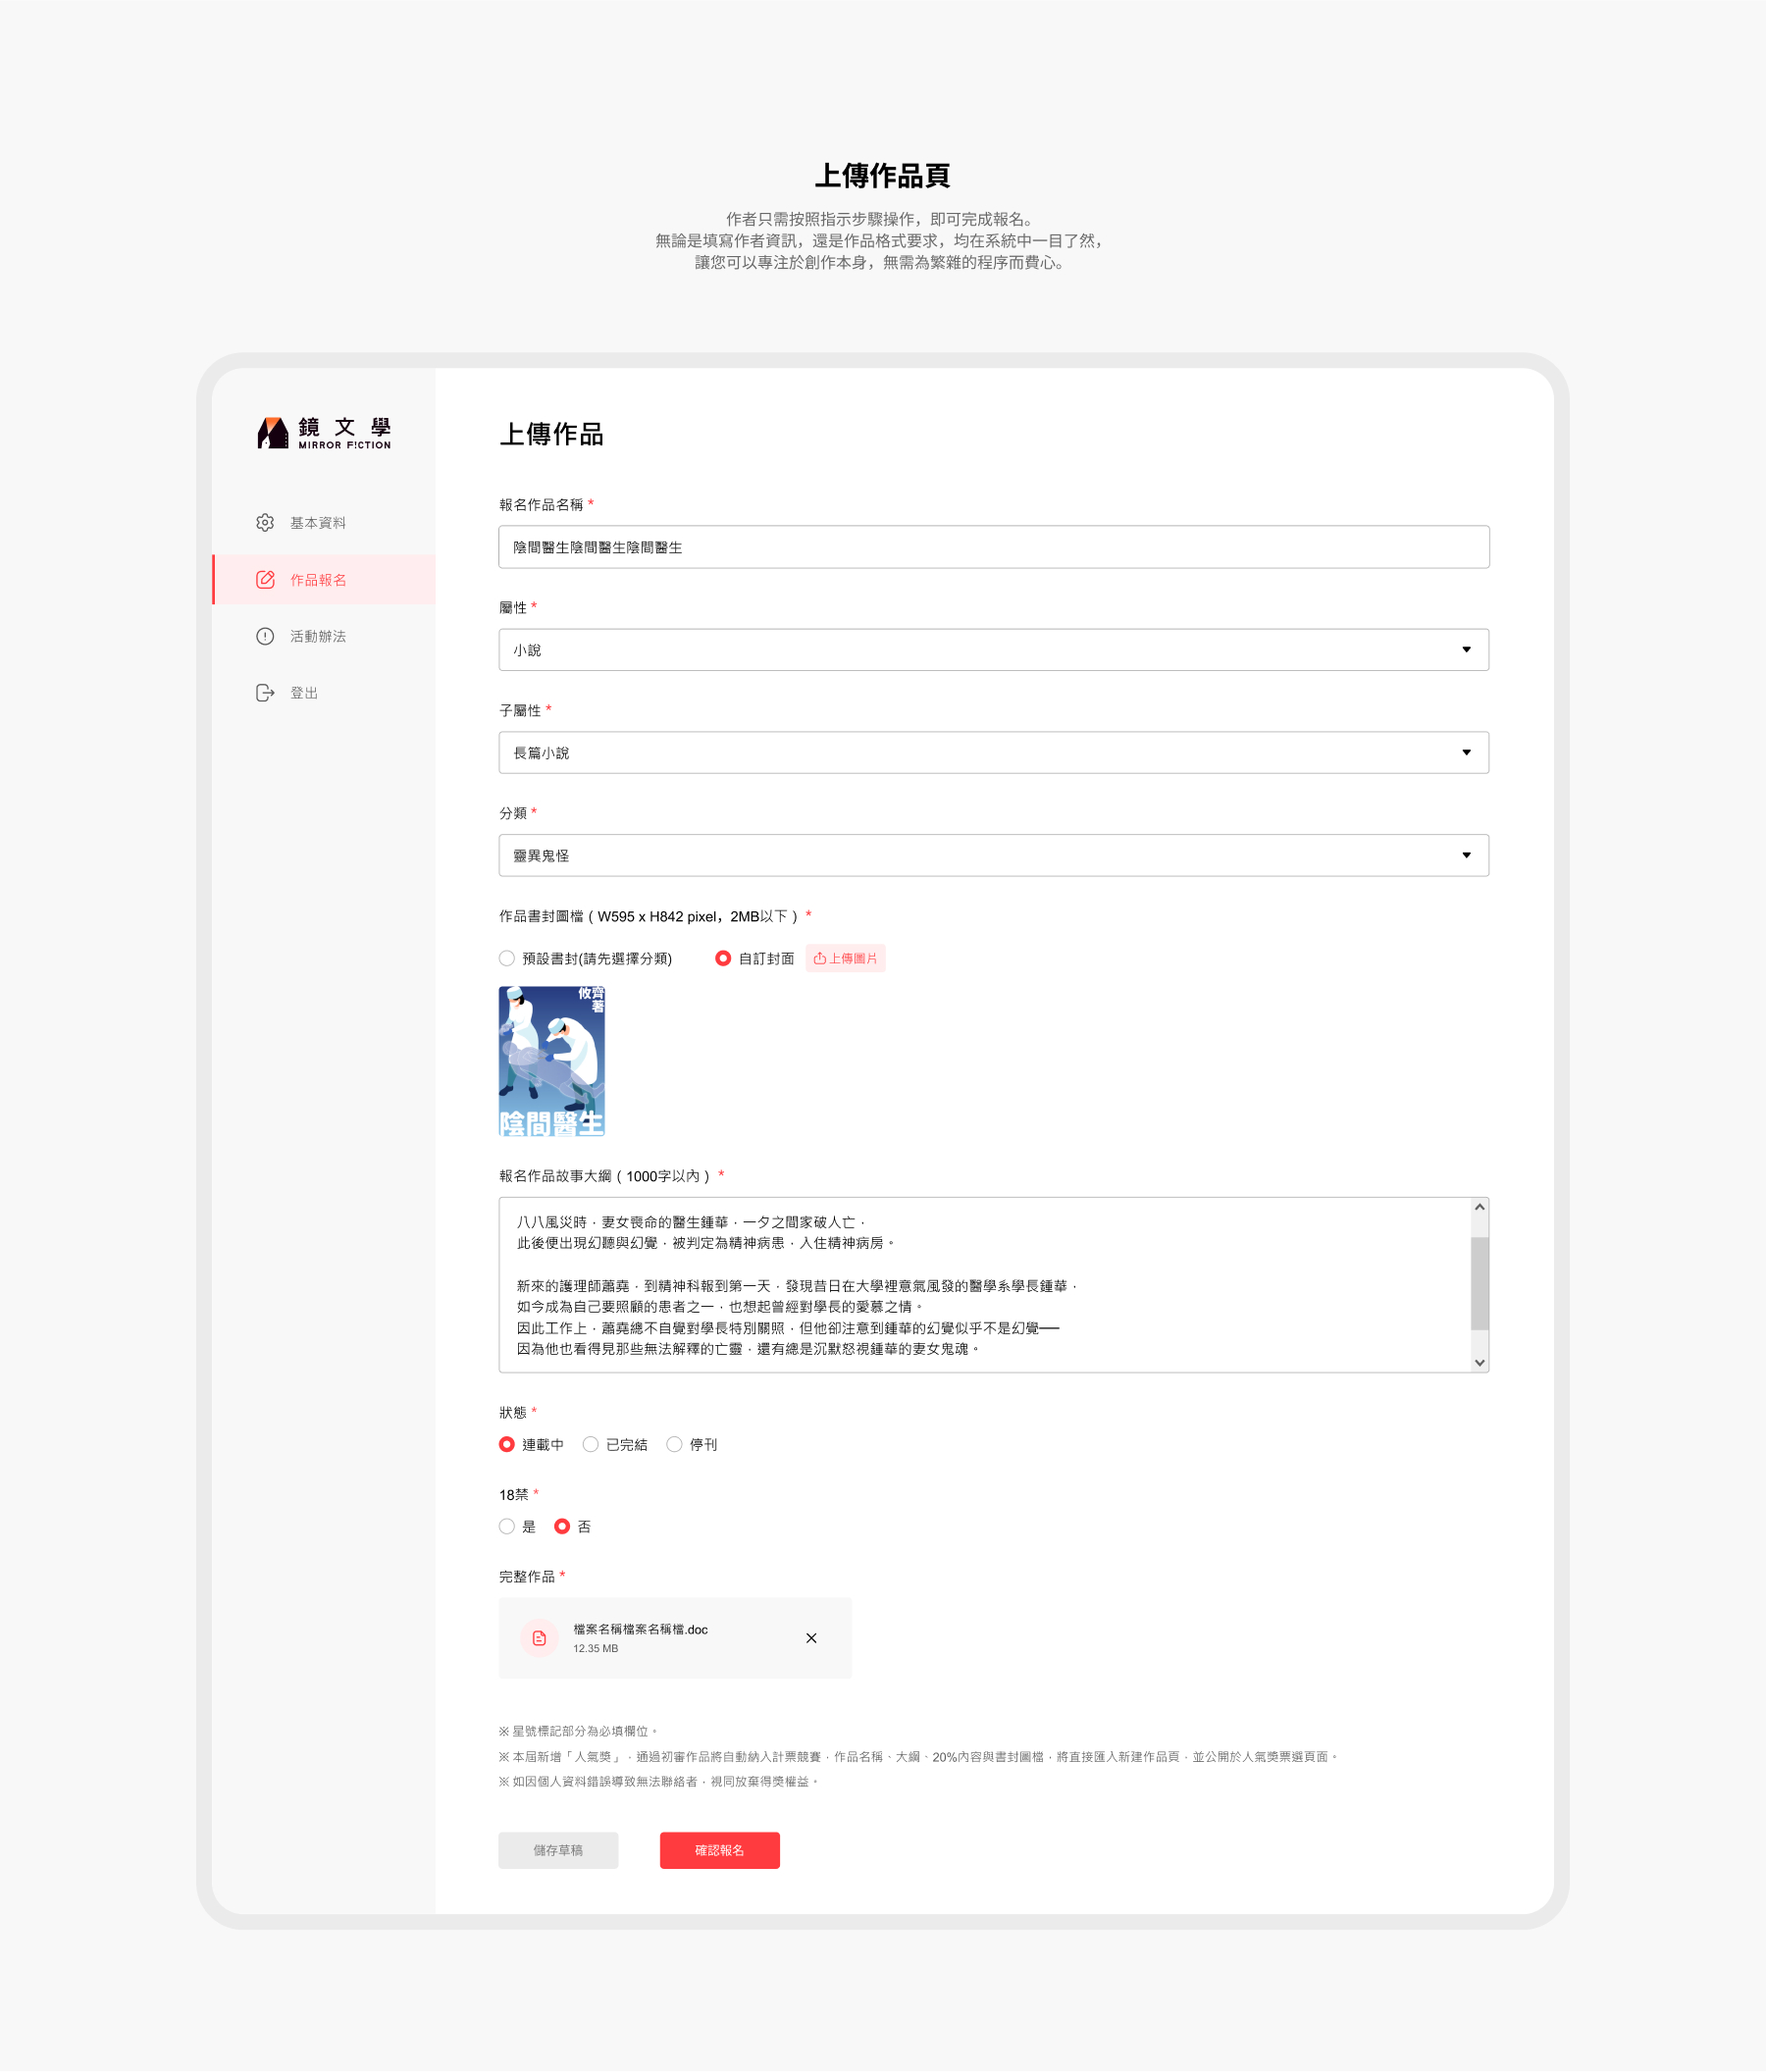 上傳作品頁
作者只需按照指示步驟操作，即可完成報名。
無論是填寫作者資訊，還是作品格式要求，均在系統中一目了然，
讓您可以專注於創作本身，無需為繁雜的程序而費心。
鏡文學
MIRROR FICTION
基本資料
作品報名
活動辦法
登出
上傳作品
報名作品名稱 *
陰間醫生陰間醫生陰間醫生
屬性 *
小說
子屬性 *
長篇小說
分類 *
靈異鬼怪
作品書封圖檔 ( W595 x H842 pixel，2MB以下 ) *
預設書封(請先選擇分類)
自訂封面
上傳圖片
攸齊著
陰間醫生
報名作品故事大綱 ( 1000字以內 ) *
八八風災時，妻女喪命的醫生鍾華，一夕之間家破人亡，
此後便出現幻聽與幻覺，被判定為精神病患，入住精神病房。
新來的護理師蕭堯，到精神科報到第一天，發現昔日在大學裡意氣風發的醫學系學長鍾華，
如今成為自己要照顧的患者之一，也想起曾經對學長的愛慕之情。
因此工作上，蕭堯總不自覺對學長特別關照，但他卻注意到鍾華的幻覺似乎不是幻覺──
因為他也看得見那些無法解釋的亡靈，還有總是沉默怒視鍾華的妻女鬼魂。
狀態 *
連載中
已完結
停刊
18禁 *
是
否
完整作品 *
檔案名稱檔案名稱檔.doc
12.35 MB
※ 星號標記部分為必填欄位。
※ 本屆新增「人氣獎」，通過初審作品將自動納入計票競賽，作品名稱、大綱、20%內容與書封圖檔，將直接匯入新建作品頁，並公開於人氣獎票選頁面。
※ 如因個人資料錯誤導致無法聯絡者，視同放棄得獎權益。
儲存草稿
確認報名